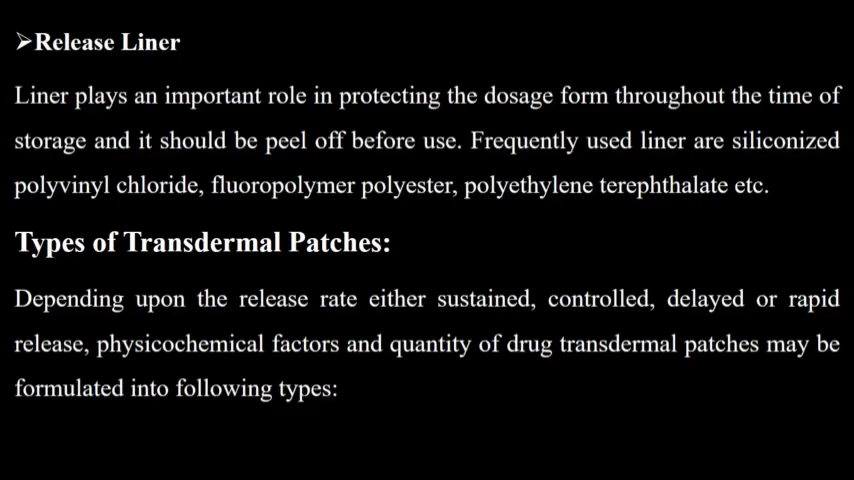 ➢Release Liner
Liner plays an important role in protecting the dosage form throughout the time of
storage and it should be peel off before use. Frequently used liner are siliconized
polyvinyl chloride, fluoropolymer polyester, polyethylene terephthalate etc.
Types of Transdermal Patches:
Depending upon the release rate either sustained, controlled, delayed or rapid
release, physicochemical factors and quantity of drug transdermal patches may be
formulated into following types: